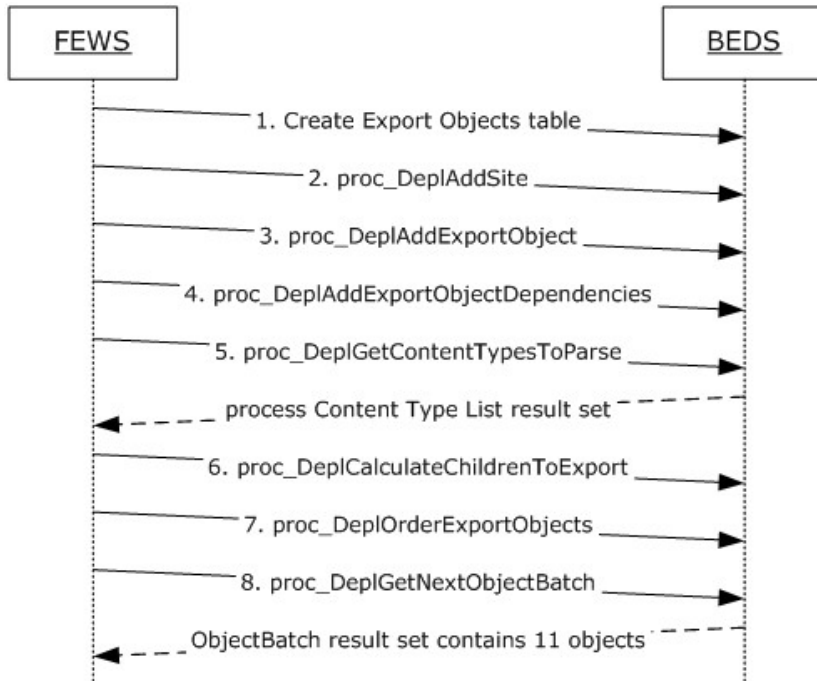 FEWS
BEDS
1. Create Export Objects table
2. proc_DeplAddSite
3. proc_DeplAddExportObject
4. proc_DeplAddExportObjectDependencies
5. proc_DeplGetContentTypesToParse
process Content Type List result set
6. proc_DeplCalculateChildrenToExport
7. proc_DeplOrderExportObjects
8. proc_DeplGetNextObjectBatch
ObjectBatch result set contains 11 objects